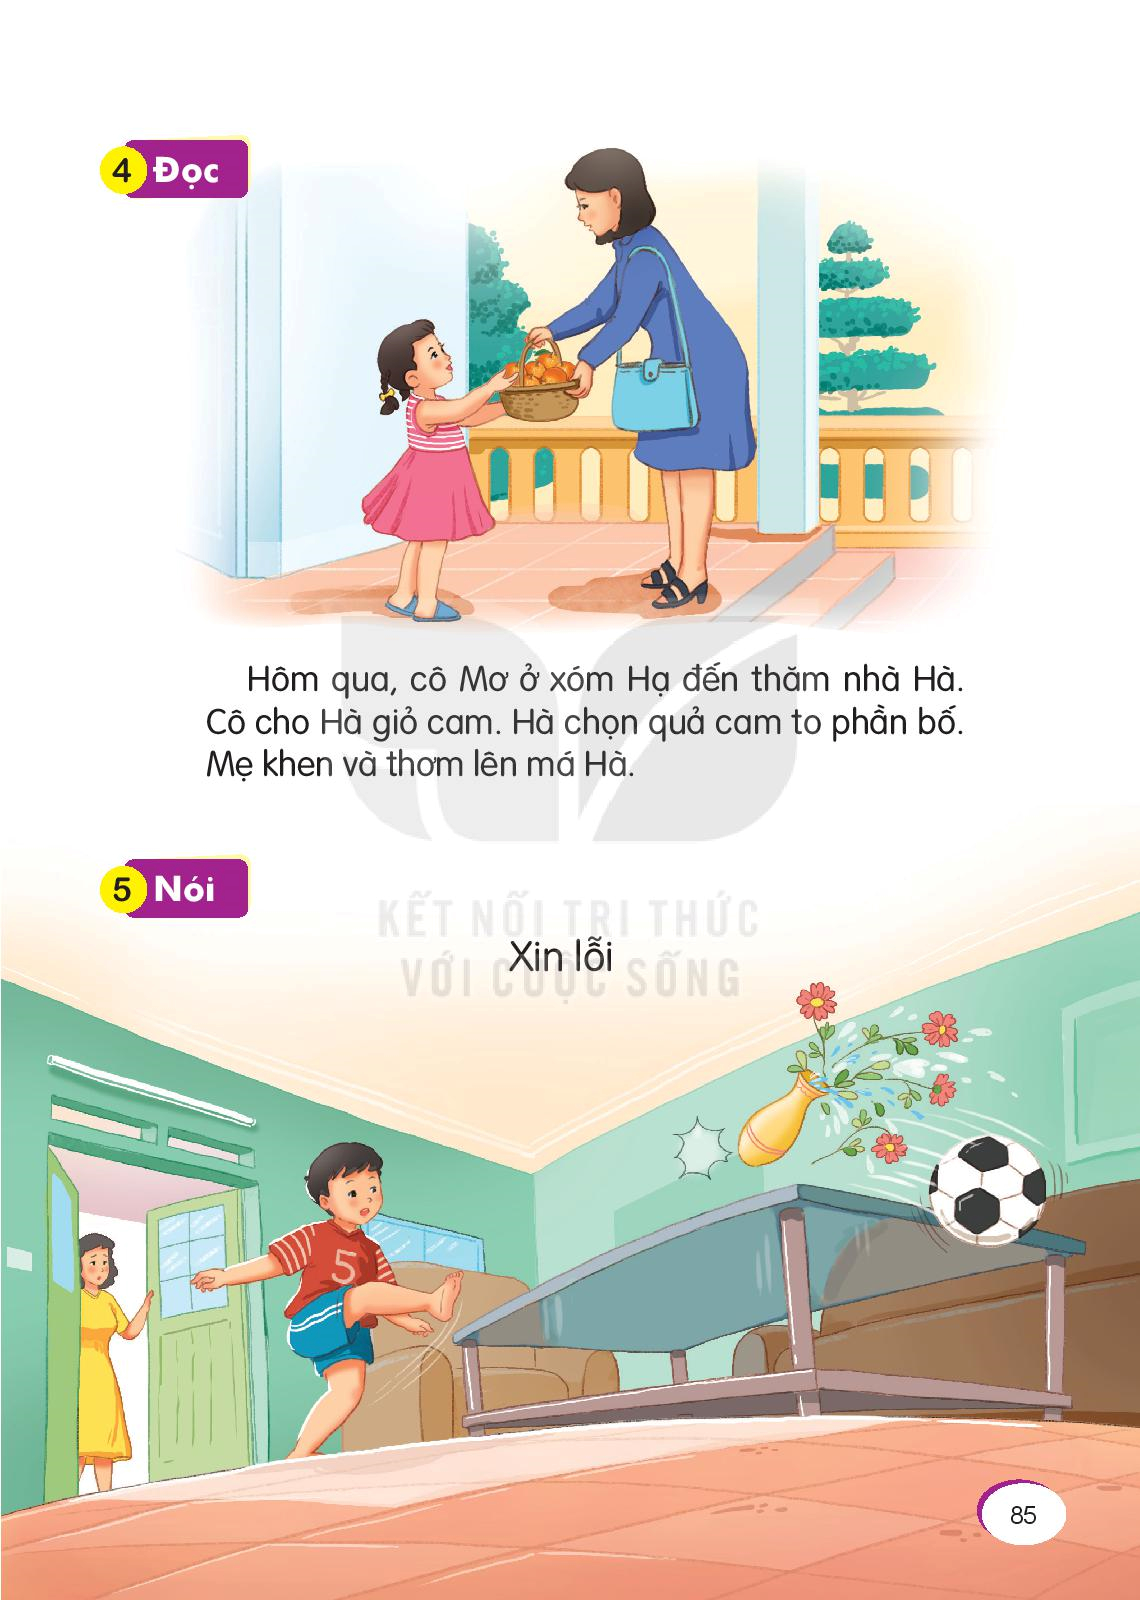 4 Đọc
Hôm qua, cô Mơ ở xóm Hạ đến thăm nhà Hà.
Cô cho Hà giỏ cam. Hà chọn quả cam to phần bố.
Mẹ khen và thơm lên má Hà.
5 Nói
KẾT NỐI TRI THỨC
VỚI CUỘC SỐNG
Xin lỗi
5
85